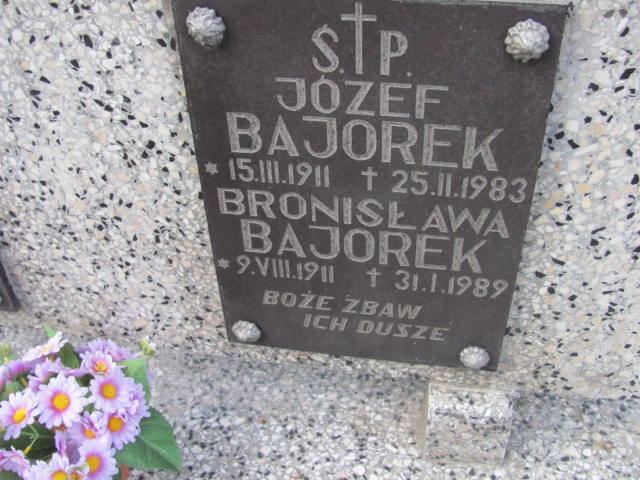 Ś.†P.
JÓZEF
BAJOREK
* 15.III.1911 † 25.II.1983
BRONISŁAWA
BAJOREK
* 9.VIII.1911 † 31.I.1989
BOŻE ZBAW
ICH DUSZE